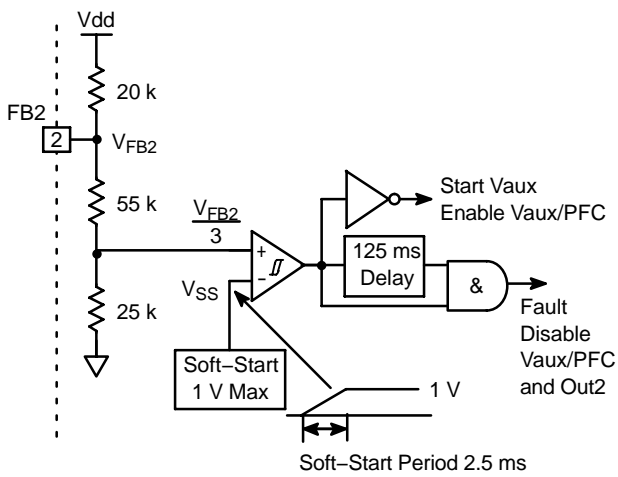 Vdd
20 k
FB2
2
VFB2
55 k
VFB2
3
+
−
VSS
25 k
Soft−Start
1 V Max
Start Vaux
Enable Vaux/PFC
125 ms
Delay
&
Fault
Disable
Vaux/PFC
and Out2
1 V
Soft−Start Period 2.5 ms